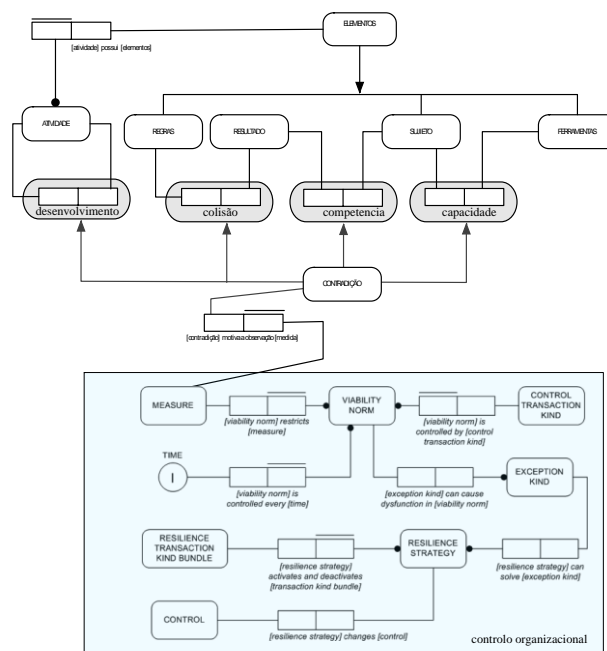 ELEMENTOS
[atividade] possui [elementos]
ATIVIDADE
REGRAS
RESULTADO
SUJEITO
FERRAMENTAS
desenvolvimento
colisão
competencia
capacidade
CONTRADIÇÃO
[contradição] motiva a observação [medida]
MEASURE
[viability norm] restricts
[measure]
VIABILITY
NORM
[viability norm] is
controlled by [control
transaction kind]
CONTROL
TRANSACTION
KIND
TIME
I
[viability norm] is
controlled every [time]
[exception kind] can cause
dysfunction in [viability norm]
EXCEPTION
KIND
RESILIENCE
TRANSACTION
KIND BUNDLE
[resilience strategy]
activates and deactivates
[transaction kind bundle]
RESILIENCE
STRATEGY
[resilience strategy] can
solve [exception kind]
CONTROL
[resilience strategy] changes [control]
controlo organizacional